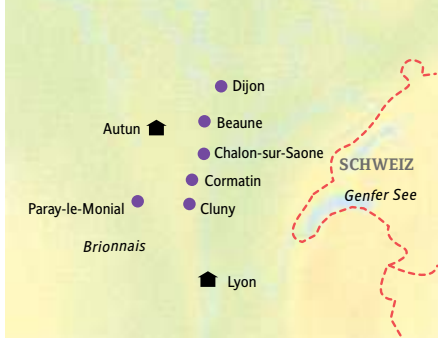 Dijon
Beaune
Autun
Chalon-sur-Saone
SCHWEIZ
Cormatin
Genfer See
Paray-le-Monial
Cluny
Brionnais
Lyon